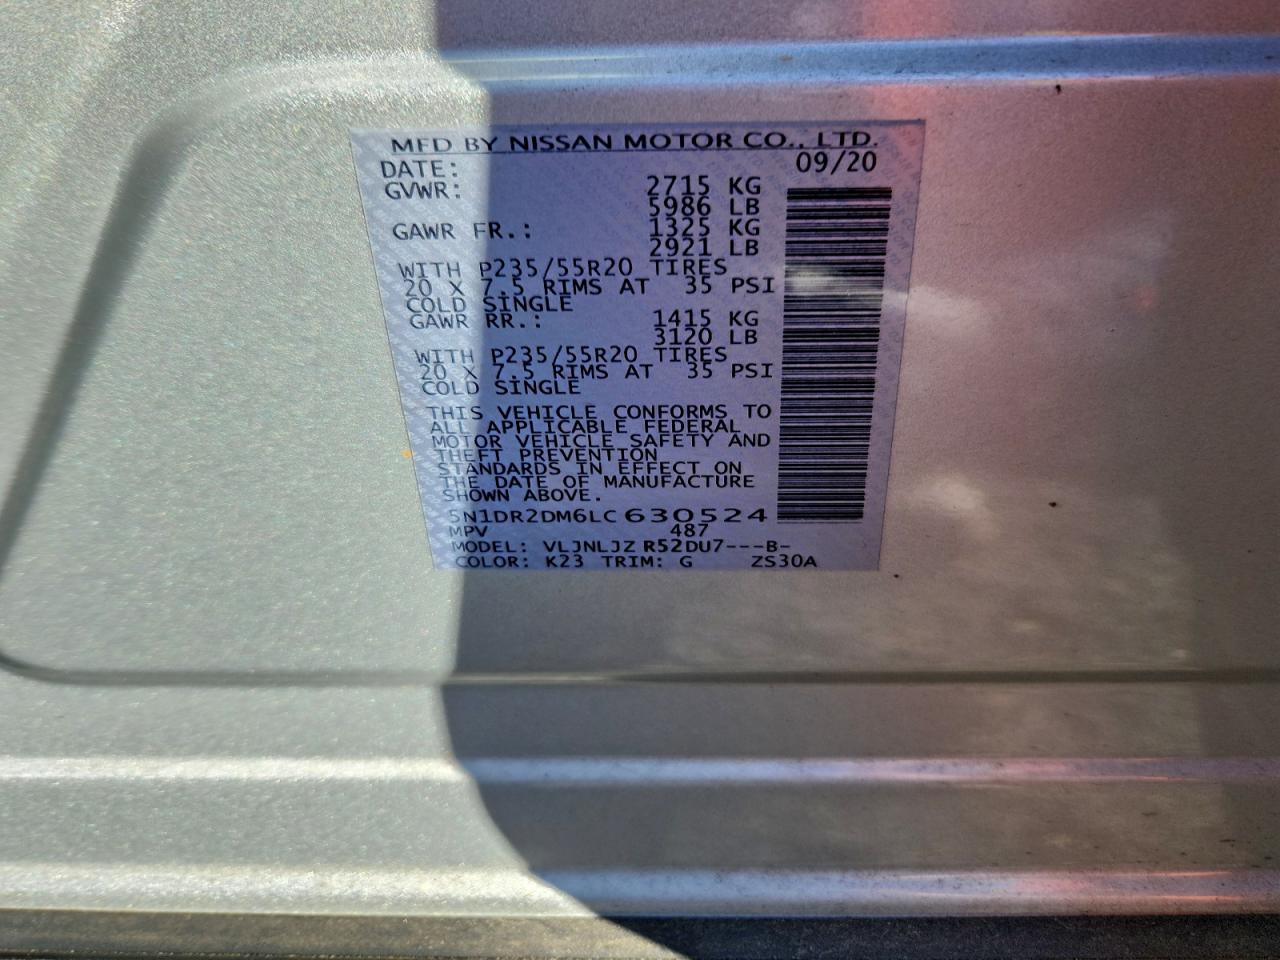 MFD BY NISSAN MOTOR CO., LTD.
DATE: 09/20
GVWR: 2715 KG
5986 LB
GAWR FR.: 1325 KG
2921 LB
WITH P235/55R20 TIRES
20 X 7.5 RIMS AT 35 PSI
COLD SINGLE
GAWR RR.: 1415 KG
3120 LB
WITH P235/55R20 TIRES
20 X 7.5 RIMS AT 35 PSI
COLD SINGLE
THIS VEHICLE CONFORMS TO
ALL APPLICABLE FEDERAL
MOTOR VEHICLE SAFETY AND
THEFT PREVENTION
STANDARDS IN EFFECT ON
THE DATE OF MANUFACTURE
SHOWN ABOVE.
5N1DR2DM6LC630524
MPV 487
MODEL: VLJNLJZ R52DU7---B-
COLOR: K23 TRIM: G ZS30A